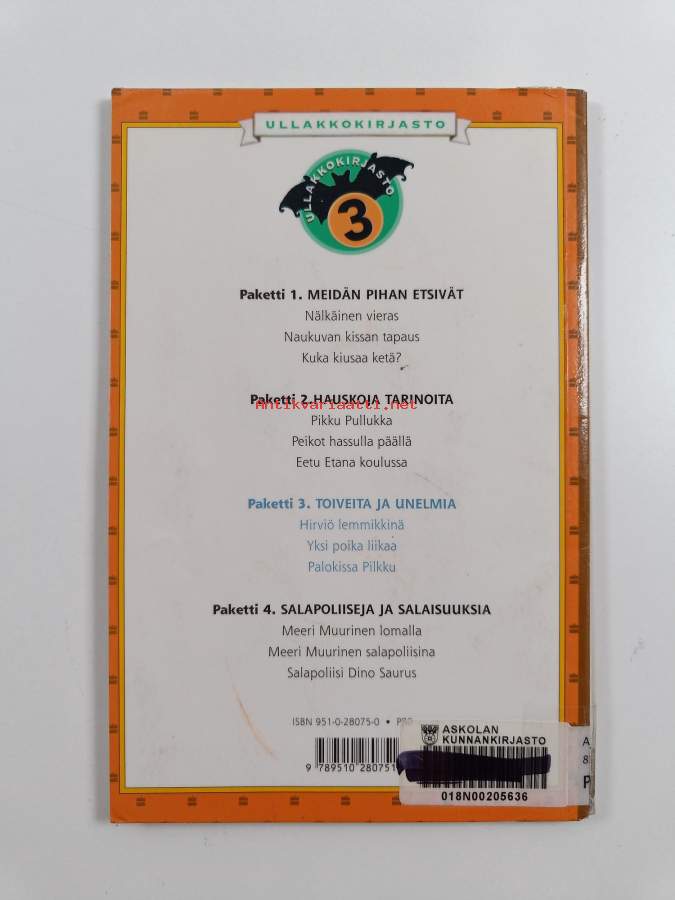 ULLAKKOKIRJASTO
ULLAKKOKIRJASTO
3
Paketti 1. MEIDÄN PIHAN ETSIVÄT
Nälkäinen vieras
Naukuvan kissan tapaus
Kuka kiusaa ketä?
Paketti 2.HAUSKOJA TARINOITA
Antikvariaatti.net
Pikku Pullukka
Peikot hassulla päällä
Eetu Etana koulussa
Paketti 3. TOIVEITA JA UNELMIA
Hirviö lemmikkinä
Yksi poika liikaa
Palokissa Pilkku
Paketti 4. SALAPOLIISEJA JA SALAISUUKSIA
Meeri Muurinen lomalla
Meeri Muurinen salapoliisina
Salapoliisi Dino Saurus
ISBN 951-0-28075-0 •
9 789510 28075
ASKOLAN
KUNNANKIRJASTO
018N00205636
A
8
P